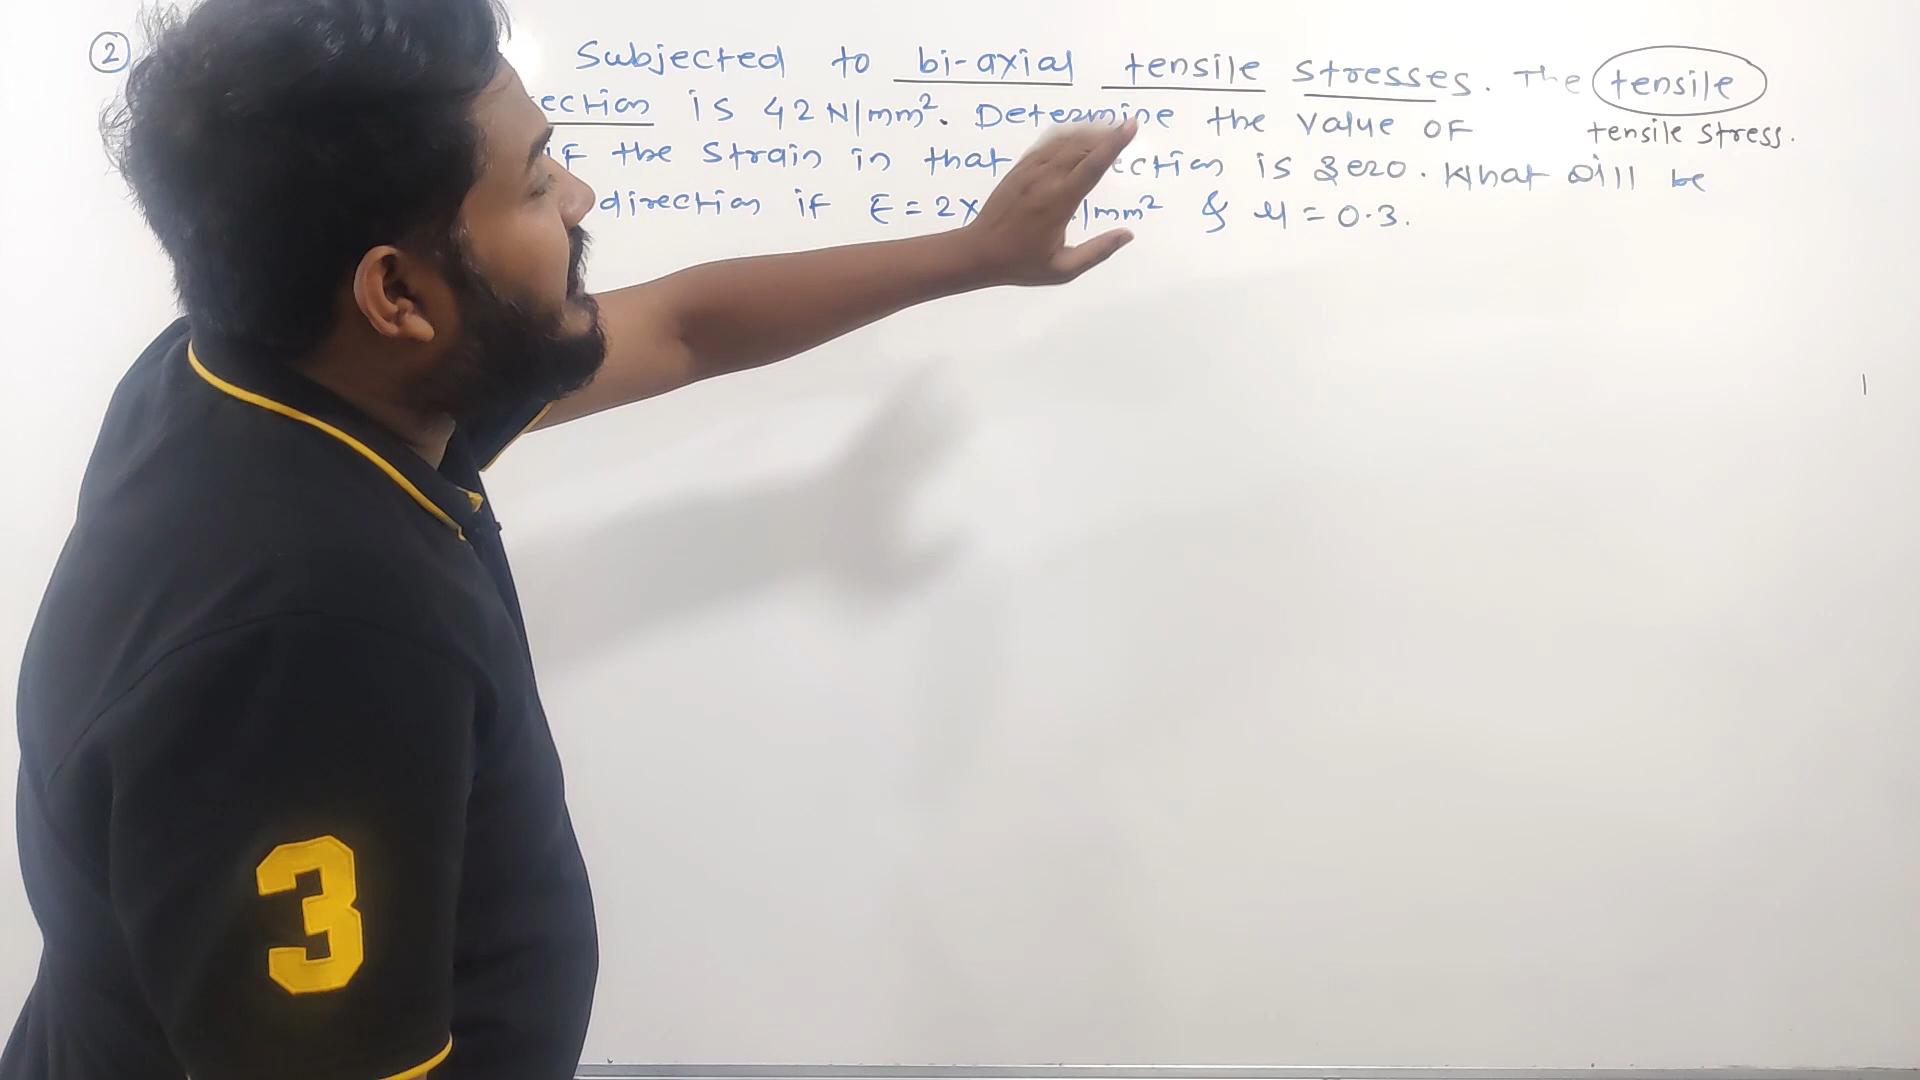 ② Subjected to bi-axial tensile stresses. The tensile
ection is 42 N/mm². Determine the value OF tensile stress.
if the strain in that ection is zero. What will be
direction if E = 2x /mm² & μ = 0.3.
3